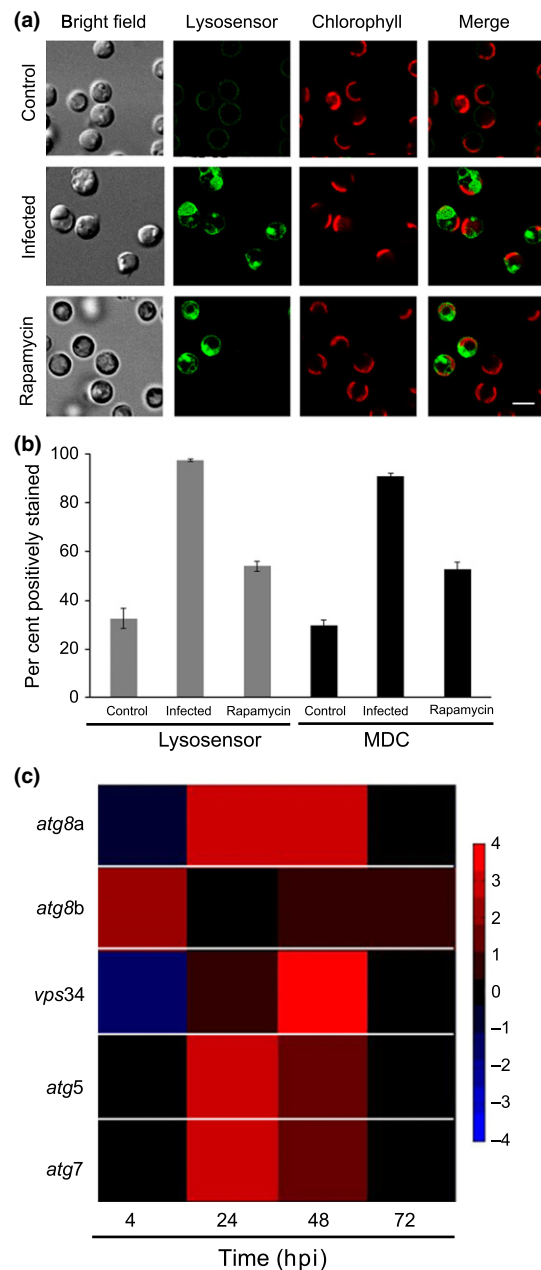 (a)
Bright field Lysosensor Chlorophyll Merge
Control
Infected
Rapamycin
(b)
Per cent positively stained
100
80
60
40
20
0
Control Infected Rapamycin Control Infected Rapamycin
Lysosensor MDC
(c)
atg8a
atg8b
vps34
atg5
atg7
4
3
2
1
0
–1
–2
–3
–4
4 24 48 72
Time (hpi)